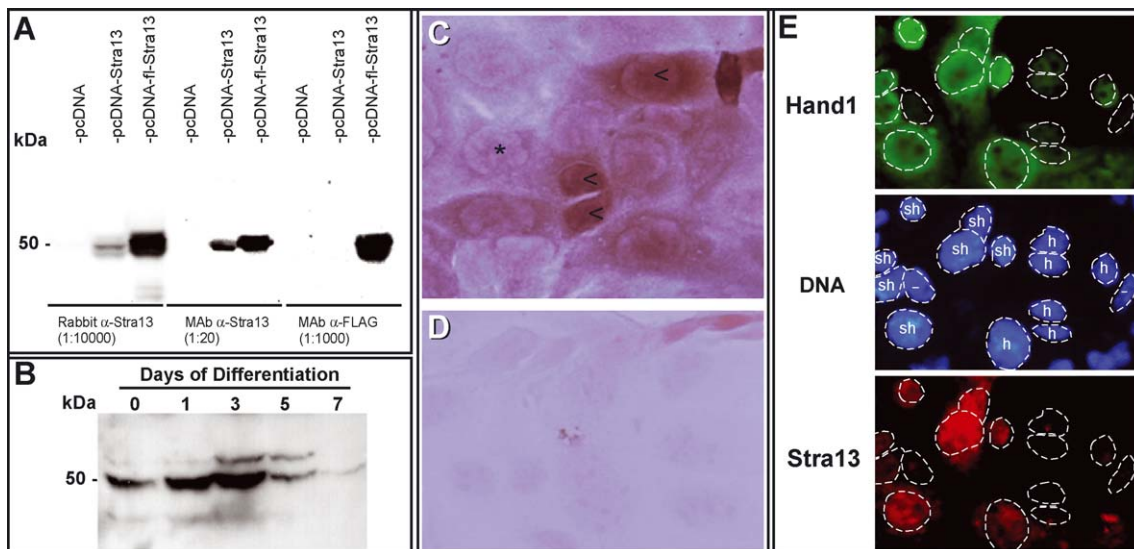 A
-pcDNA
-pcDNA-Stra13
-pcDNA-fl-Stra13
-pcDNA
-pcDNA-Stra13
-pcDNA-fl-Stra13
-pcDNA
-pcDNA-Stra13
-pcDNA-fl-Stra13
kDa
50 -
Rabbit α-Stra13 MAb α-Stra13 MAb α-FLAG
(1:10000) (1:20) (1:1000)
B
Days of Differentiation
kDa 0 1 3 5 7
50 -
C
<
*
<
<
D
E
Hand1
DNA
sh
sh
sh sh h
sh h h
sh - -
sh h h
h
Stra13